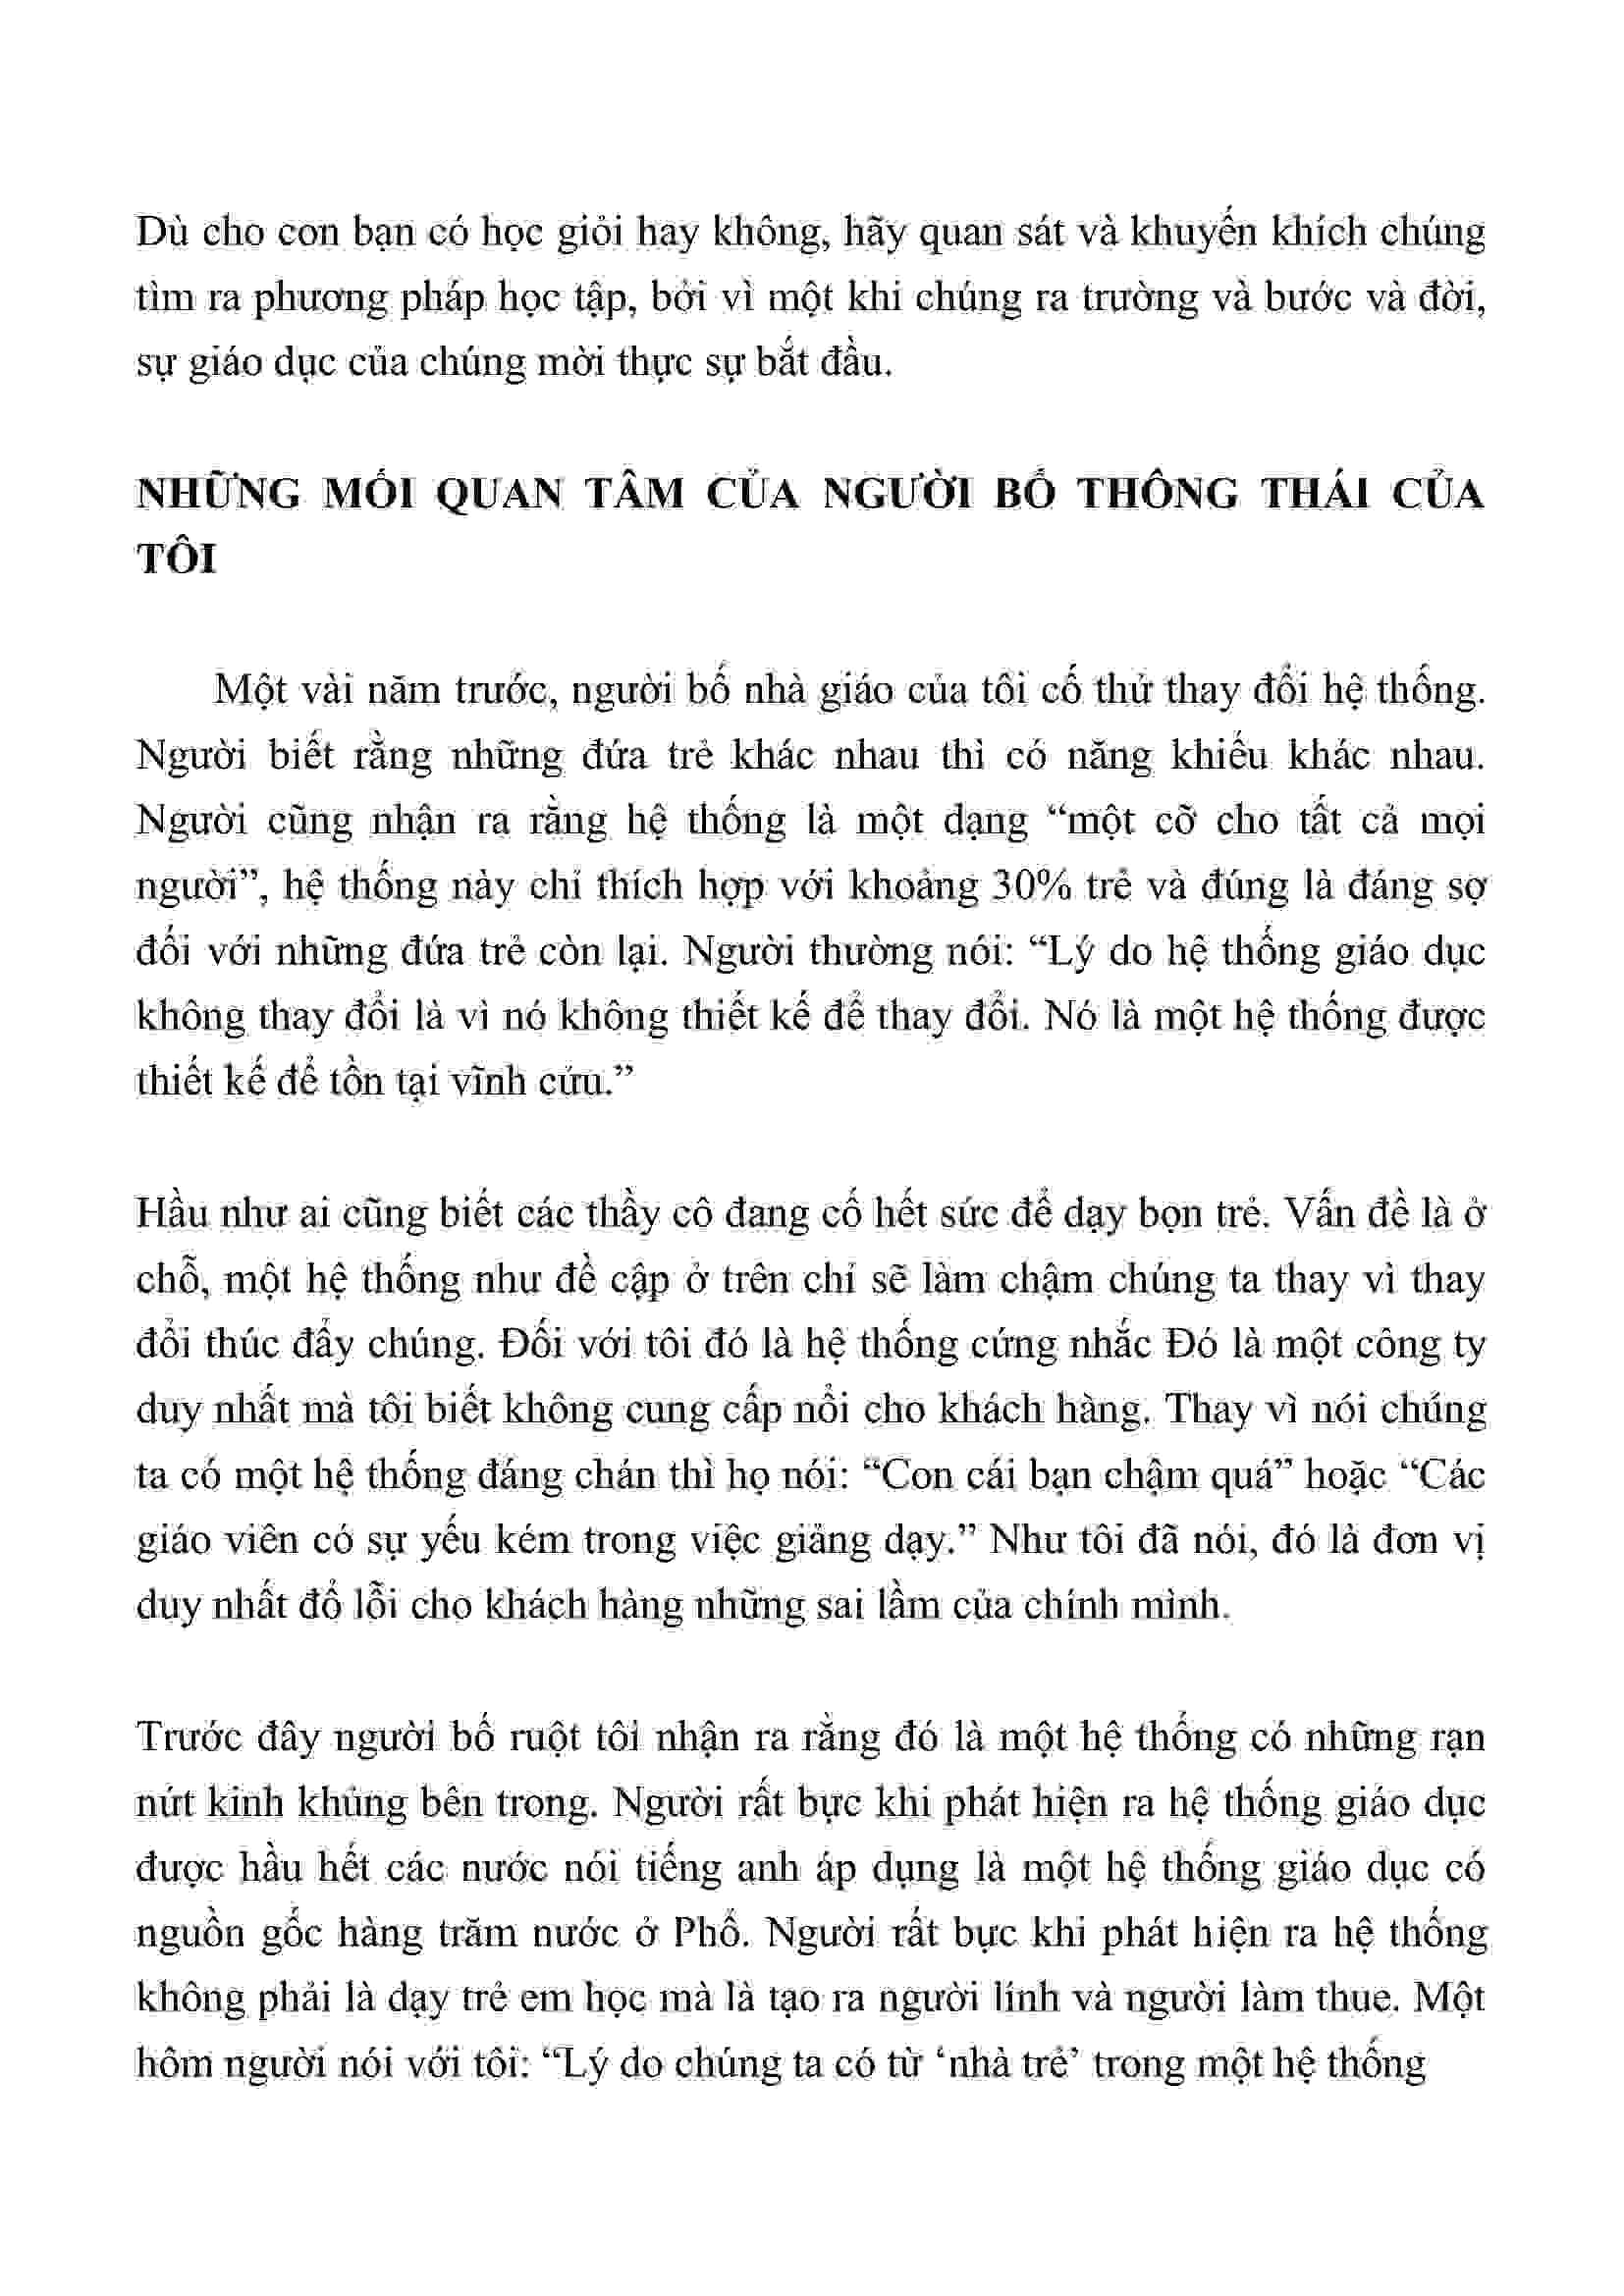 Dù cho con bạn có học giỏi hay không, hãy quan sát và khuyến khích chúng
tìm ra phương pháp học tập, bởi vì một khi chúng ra trường và bước và đời,
sự giáo dục của chúng mời thực sự bắt đầu.
NHỮNG MỐI QUAN TÂM CỦA NGƯỜI BỐ THÔNG THÁI CỦA
TÔI
Một vài năm trước, người bố nhà giáo của tôi cố thử thay đổi hệ thống.
Người biết rằng những đứa trẻ khác nhau thì có năng khiếu khác nhau.
Người cũng nhận ra rằng hệ thống là một dạng “một cỡ cho tất cả mọi
người”, hệ thống này chỉ thích hợp với khoảng 30% trẻ và đúng là đáng sợ
đối với những đứa trẻ còn lại. Người thường nói: “Lý do hệ thống giáo dục
không thay đổi là vì nó không thiết kế để thay đổi. Nó là một hệ thống được
thiết kế để tồn tại vĩnh cửu.”
Hầu như ai cũng biết các thầy cô đang cố hết sức để dạy bọn trẻ. Vấn đề là ở
chỗ, một hệ thống như đề cập ở trên chỉ sẽ làm chậm chúng ta thay vì thay
đổi thúc đẩy chúng. Đối với tôi đó là hệ thống cứng nhắc Đó là một công ty
duy nhất mà tôi biết không cung cấp nổi cho khách hàng. Thay vì nói chúng
ta có một hệ thống đáng chán thì họ nói: “Con cái bạn chậm quá” hoặc “Các
giáo viên có sự yếu kém trong việc giảng dạy.” Như tôi đã nói, đó là đơn vị
duy nhất đổ lỗi cho khách hàng những sai lầm của chính mình.
Trước đây người bố ruột tôi nhận ra rằng đó là một hệ thống có những rạn
nứt kinh khủng bên trong. Người rất bực khi phát hiện ra hệ thống giáo dục
được hầu hết các nước nói tiếng anh áp dụng là một hệ thống giáo dục có
nguồn gốc hàng trăm nước ở Phổ. Người rất bực khi phát hiện ra hệ thống
không phải là dạy trẻ em học mà là tạo ra người lính và người làm thue. Một
hôm người nói với tôi: “Lý do chúng ta có từ ‘nhà trẻ’ trong một hệ thống